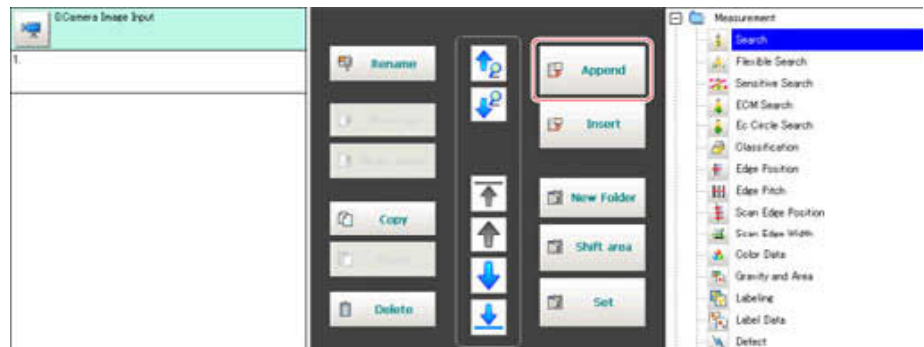 0.Camera Image Input
1.
Rename
Copy
Delete
Append
Insert
New Folder
Shift area
Set
Measurement
Search
Flexible Search
Sensitive Search
ECM Search
Ec Circle Search
Classification
Edge Position
Edge Pitch
Scan Edge Position
Scan Edge Width
Color Data
Gravity and Area
Labeling
Label Data
Defect